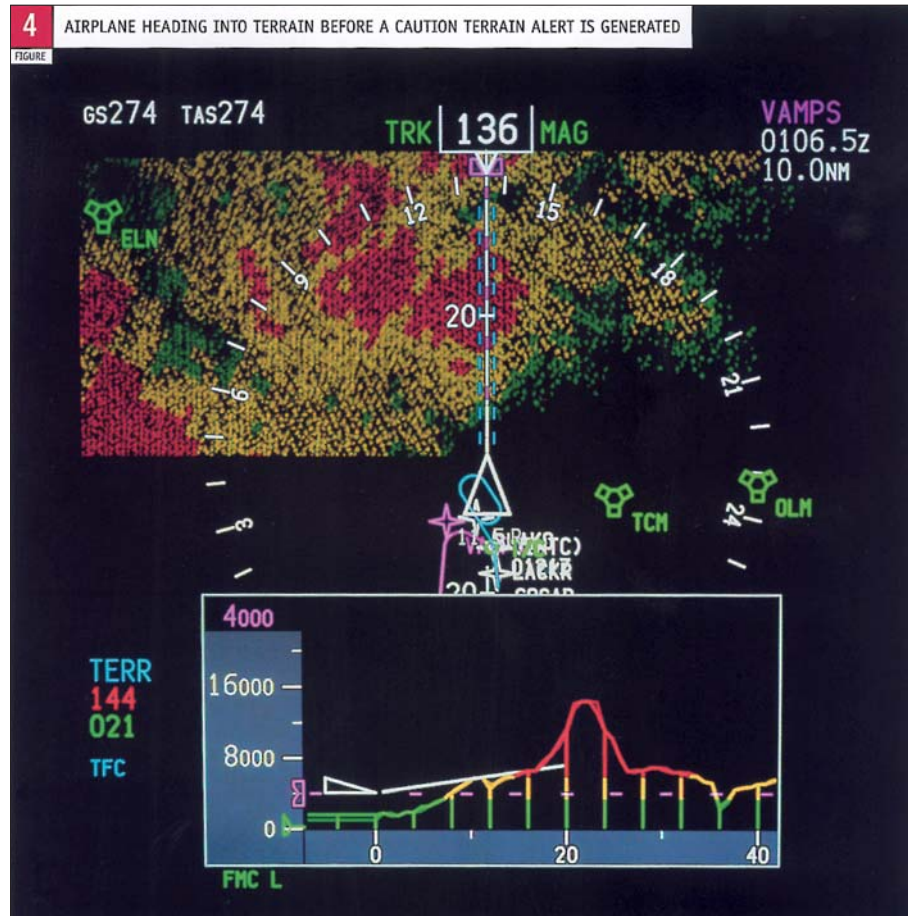 4 AIRPLANE HEADING INTO TERRAIN BEFORE A CAUTION TERRAIN ALERT IS GENERATED
FIGURE
GS274 TAS274
TRK 136 MAG
VAMPS
0106.5Z
10.0NM
ELN
12
15
9
18
20
6
21
3
24
TCM
OLM
LACKR
20
4000
16000
8000
0
TERR
144
021
TFC
0 20 40
FMC L